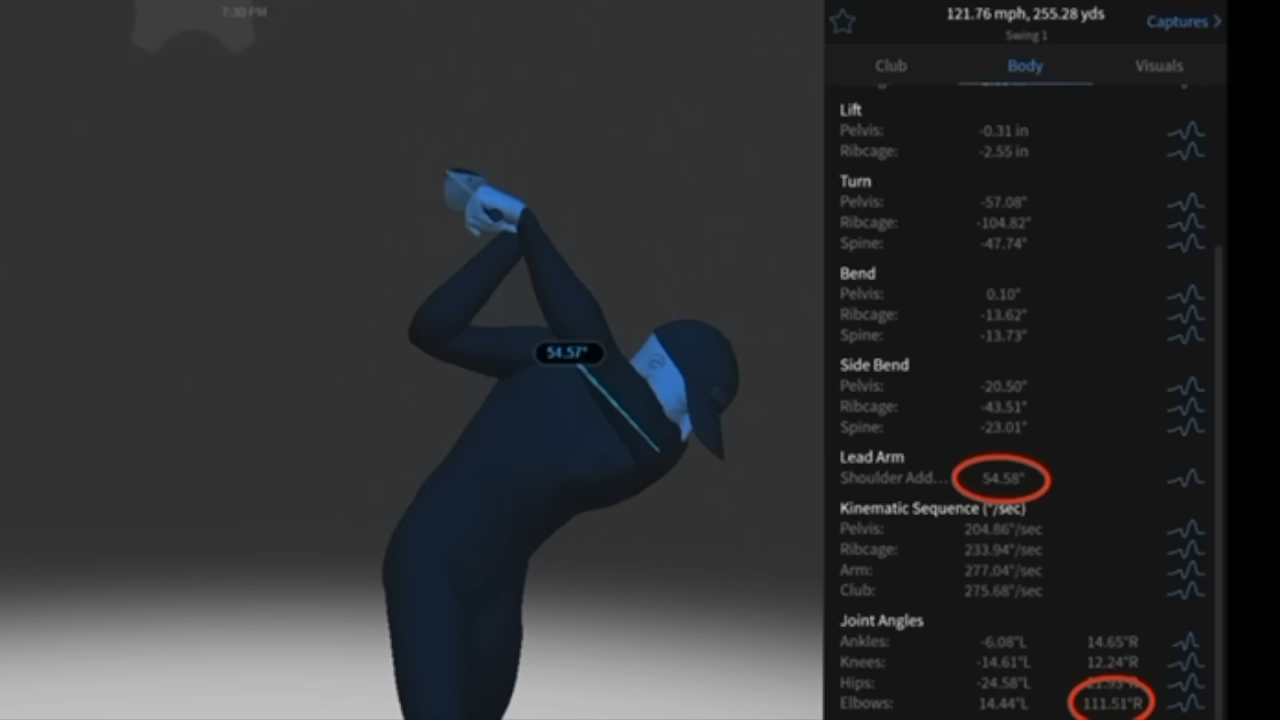 7:30 PM
121.76 mph, 255.28 yds
Swing 1
Captures
Club Body Visuals
Lift
Pelvis: -0.31 in
Ribcage: -2.55 in
Turn
Pelvis: -57.08°
Ribcage: -104.82°
Spine: -47.74°
Bend
Pelvis: 0.10°
Ribcage: -13.62°
Spine: -13.73°
Side Bend
Pelvis: -20.50°
Ribcage: -43.51°
Spine: -23.01°
Lead Arm
Shoulder Add... 54.58°
Kinematic Sequence (°/sec)
Pelvis: 204.86°/sec
Ribcage: 233.94°/sec
Arm: 277.04°/sec
Club: 275.68°/sec
Joint Angles
Ankles: -6.08°L 14.65°R
Knees: -14.61°L 12.24°R
Hips: -24.58°L
Elbows: 14.44°L 111.51°R
54.57°